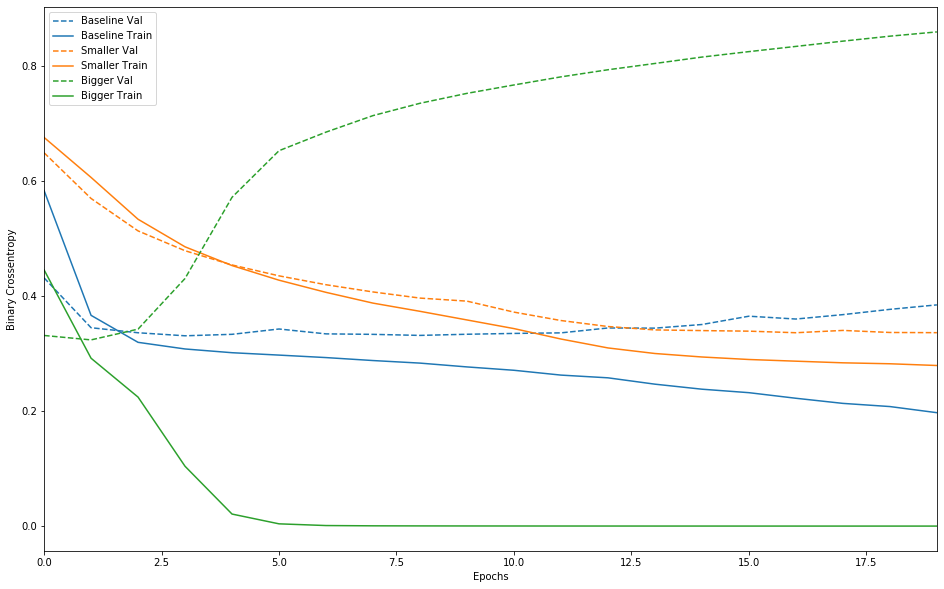 Baseline Val
Baseline Train
Smaller Val
Smaller Train
Bigger Val
Bigger Train
Binary Crossentropy
0.8
0.6
0.4
0.2
0.0
0.0 2.5 5.0 7.5 10.0 12.5 15.0 17.5
Epochs